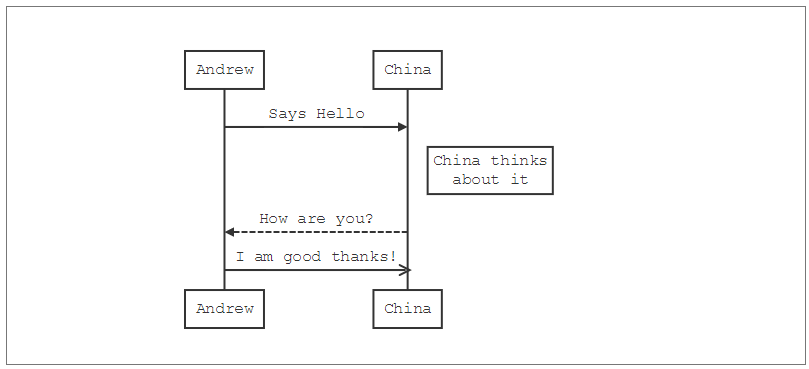 Andrew
China
Says Hello
China thinks
about it
How are you?
I am good thanks!
Andrew
China